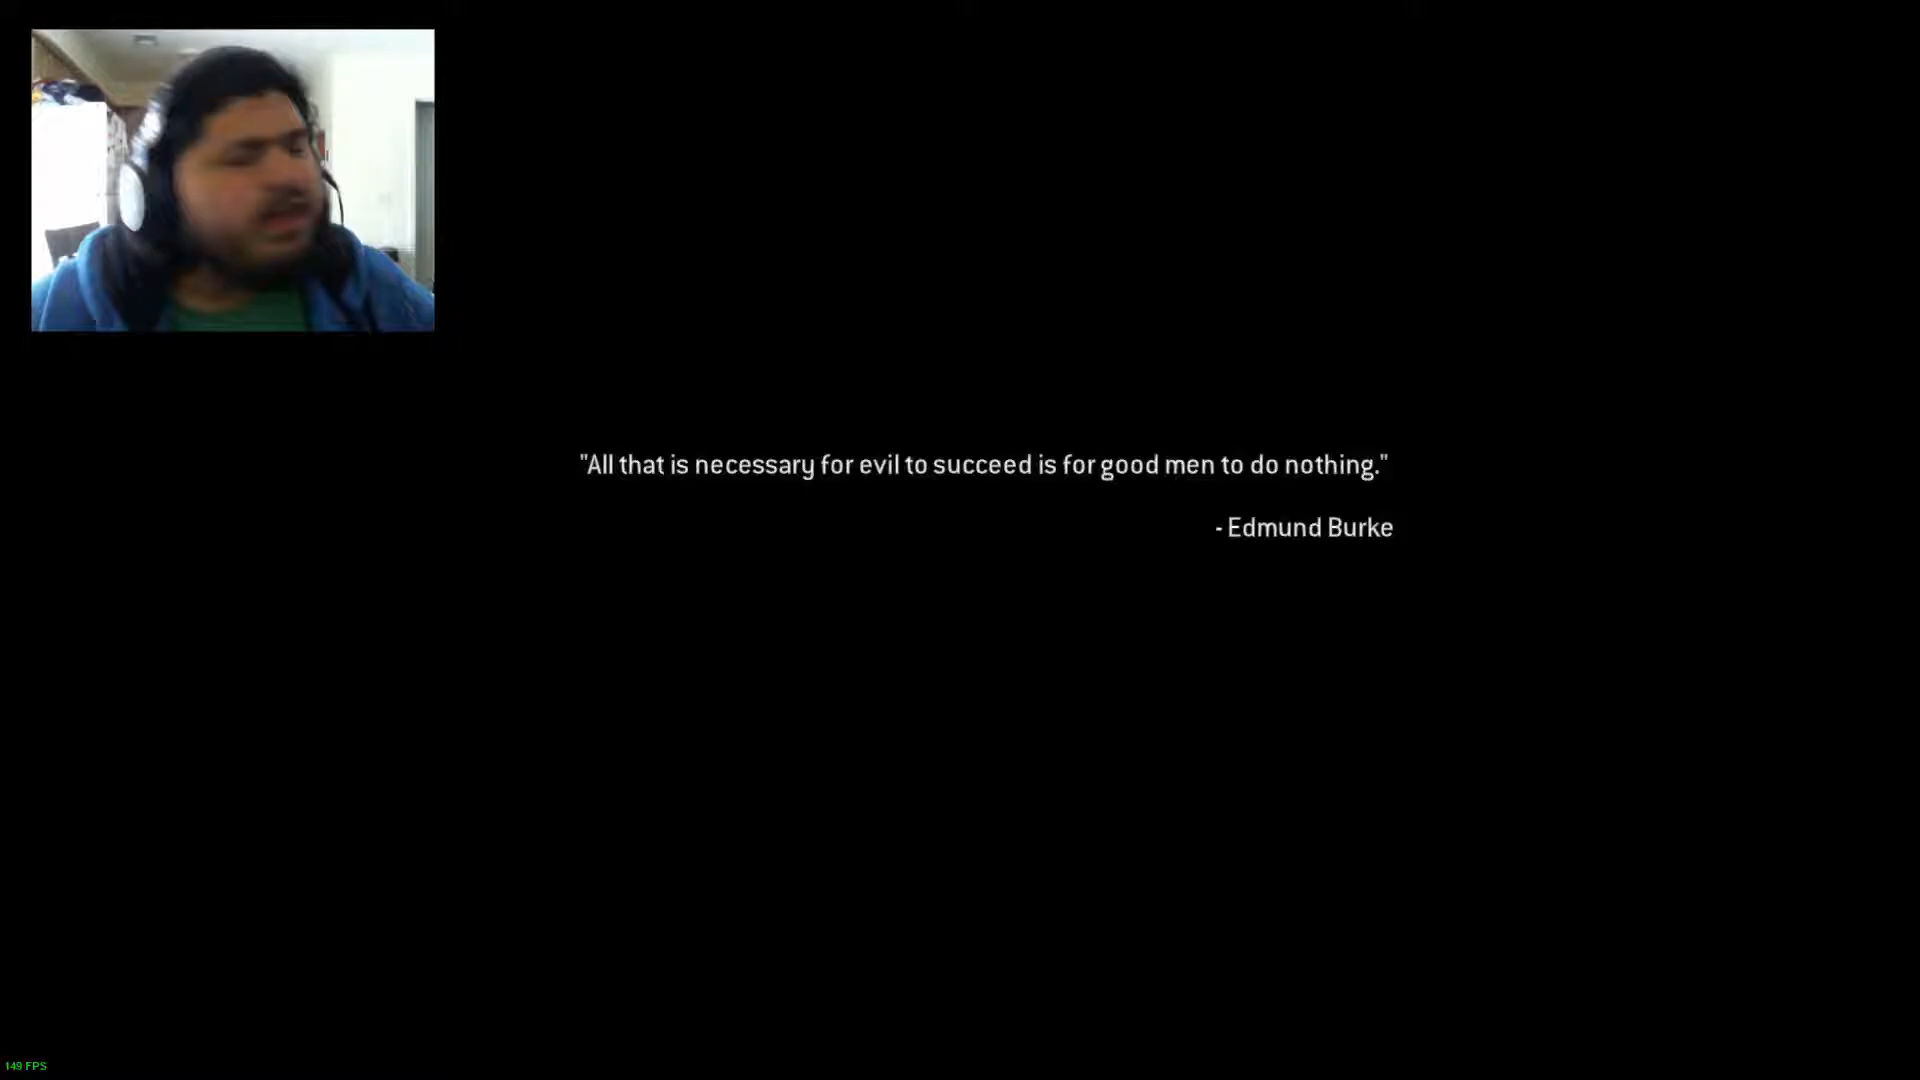 "All that is necessary for evil to succeed is for good men to do nothing."
- Edmund Burke
149 FPS